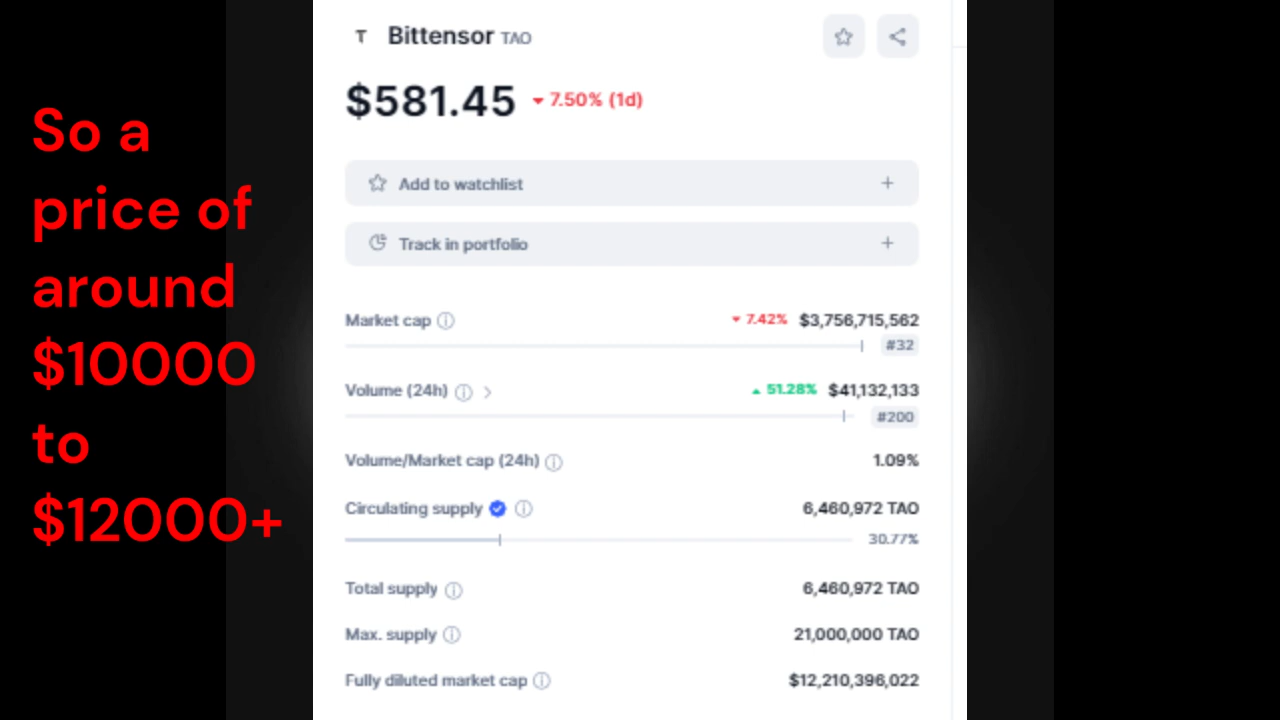 So a
price of
around
$10000
to
$12000+
T Bittensor TAO
$581.45 7.50% (1d)
Add to watchlist +
Track in portfolio +
Market cap 7.42% $3,756,715,562
#32
Volume (24h) 51.28% $41,132,133
#200
Volume/Market cap (24h) 1.09%
Circulating supply 6,460,972 TAO
30.77%
Total supply 6,460,972 TAO
Max. supply 21,000,000 TAO
Fully diluted market cap $12,210,396,022